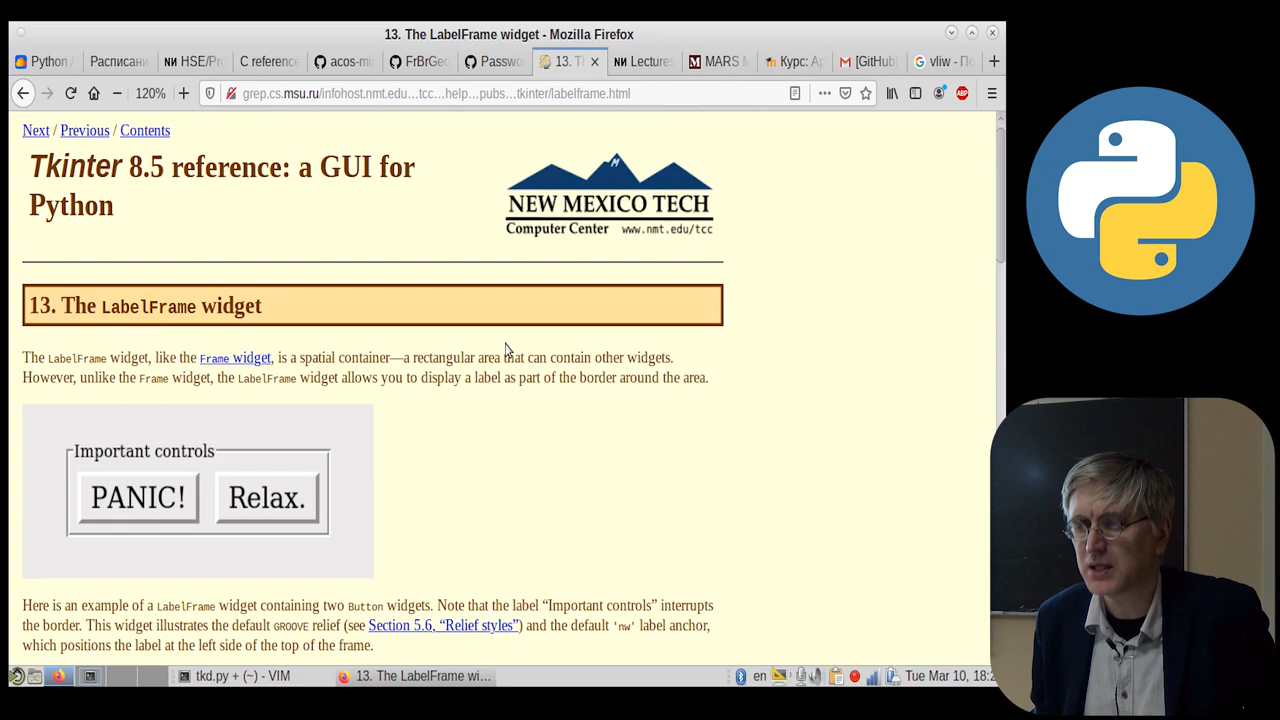 13. The LabelFrame widget - Mozilla Firefox
Python /
Расписани
HSE/Pro
C reference
acos-mip
FrBrGeo
Passwo
13. Th
Lectures
MARS M
Курс: Ар
[GitHub]
vliw - По
120%
grep.cs.msu.ru/infohost.nmt.edu…tcc…help…pubs…tkinter/labelframe.html
Next / Previous / Contents
Tkinter 8.5 reference: a GUI for
Python
NEW MEXICO TECH
Computer Center www.nmt.edu/tcc
13. The LabelFrame widget
The LabelFrame widget, like the Frame widget, is a spatial container—a rectangular area that can contain other widgets.
However, unlike the Frame widget, the LabelFrame widget allows you to display a label as part of the border around the area.
Important controls
PANIC! Relax.
Here is an example of a LabelFrame widget containing two Button widgets. Note that the label “Important controls” interrupts
the border. This widget illustrates the default GROOVE relief (see Section 5.6, “Relief styles”) and the default 'nw' label anchor,
which positions the label at the left side of the top of the frame.
tkd.py + (~) - VIM
13. The LabelFrame wi…
en
Tue Mar 10, 18:2